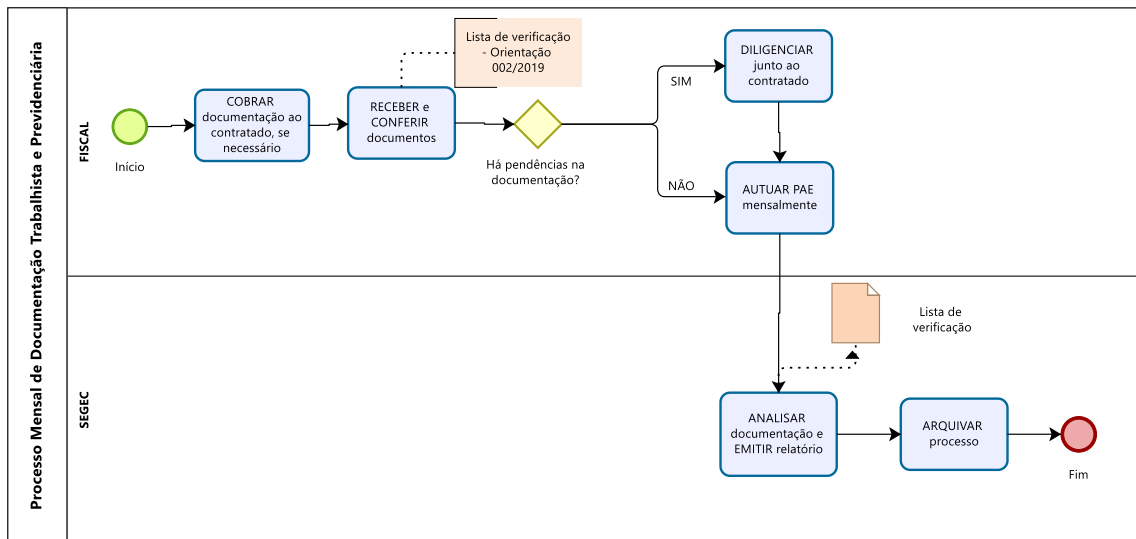 Processo Mensal de Documentação Trabalhista e Previdenciária
FISCAL
Início
COBRAR
documentação ao
contratado, se
necessário
RECEBER e
CONFERIR
documentos
Lista de verificação
- Orientação
002/2019
Há pendências na
documentação?
SIM
NÃO
DILIGENCIAR
junto ao
contratado
AUTUAR PAE
mensalmente
SEGEC
Lista de
verificação
ANALISAR
documentação e
EMITIR relatório
ARQUIVAR
processo
Fim